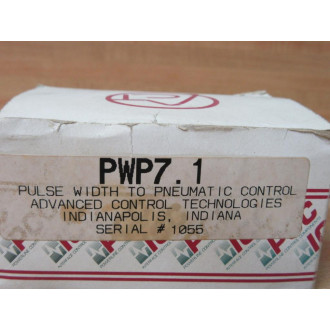 PWP7.1
PULSE WIDTH TO PNEUMATIC CONTROL
ADVANCED CONTROL TECHNOLOGIES
INDIANAPOLIS, INDIANA
SERIAL # 1055